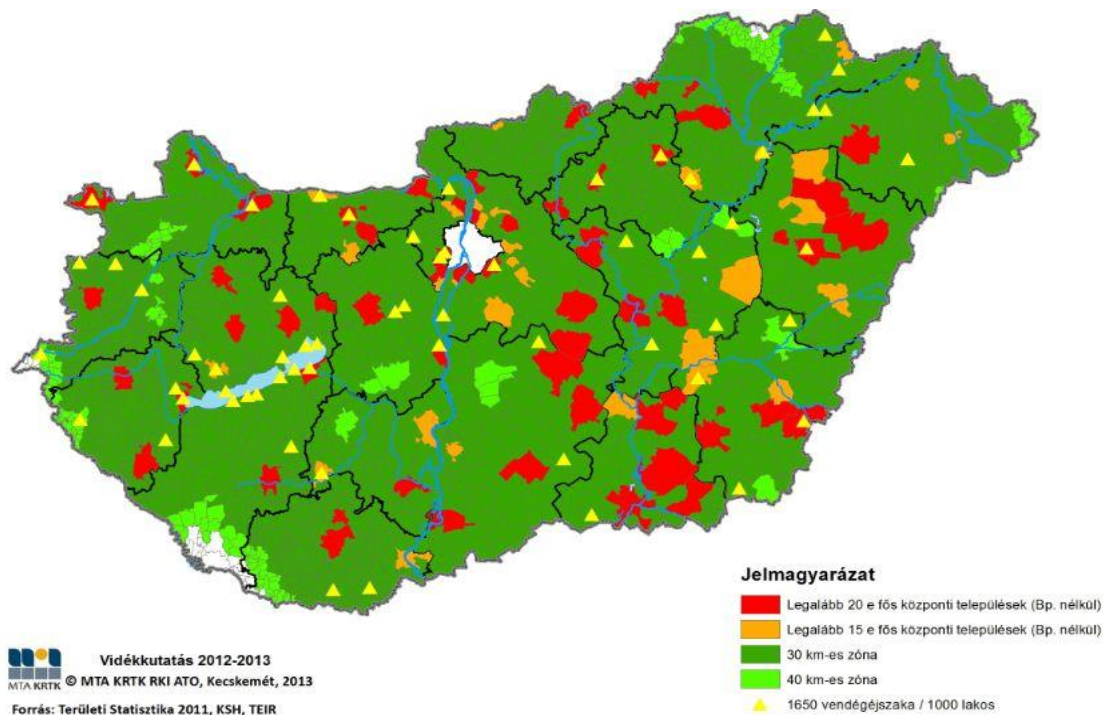 Jelmagyarázat
Legalább 20 e fős központi települések (Bp. nélkül)
Legalább 15 e fős központi települések (Bp. nélkül)
30 km-es zóna
40 km-es zóna
1650 vendégéjszaka / 1000 lakos
Vidékkutatás 2012-2013
MTA KRTK
© MTA KRTK RKI ATO, Kecskemét, 2013
Forrás: Területi Statisztika 2011, KSH, TEIR